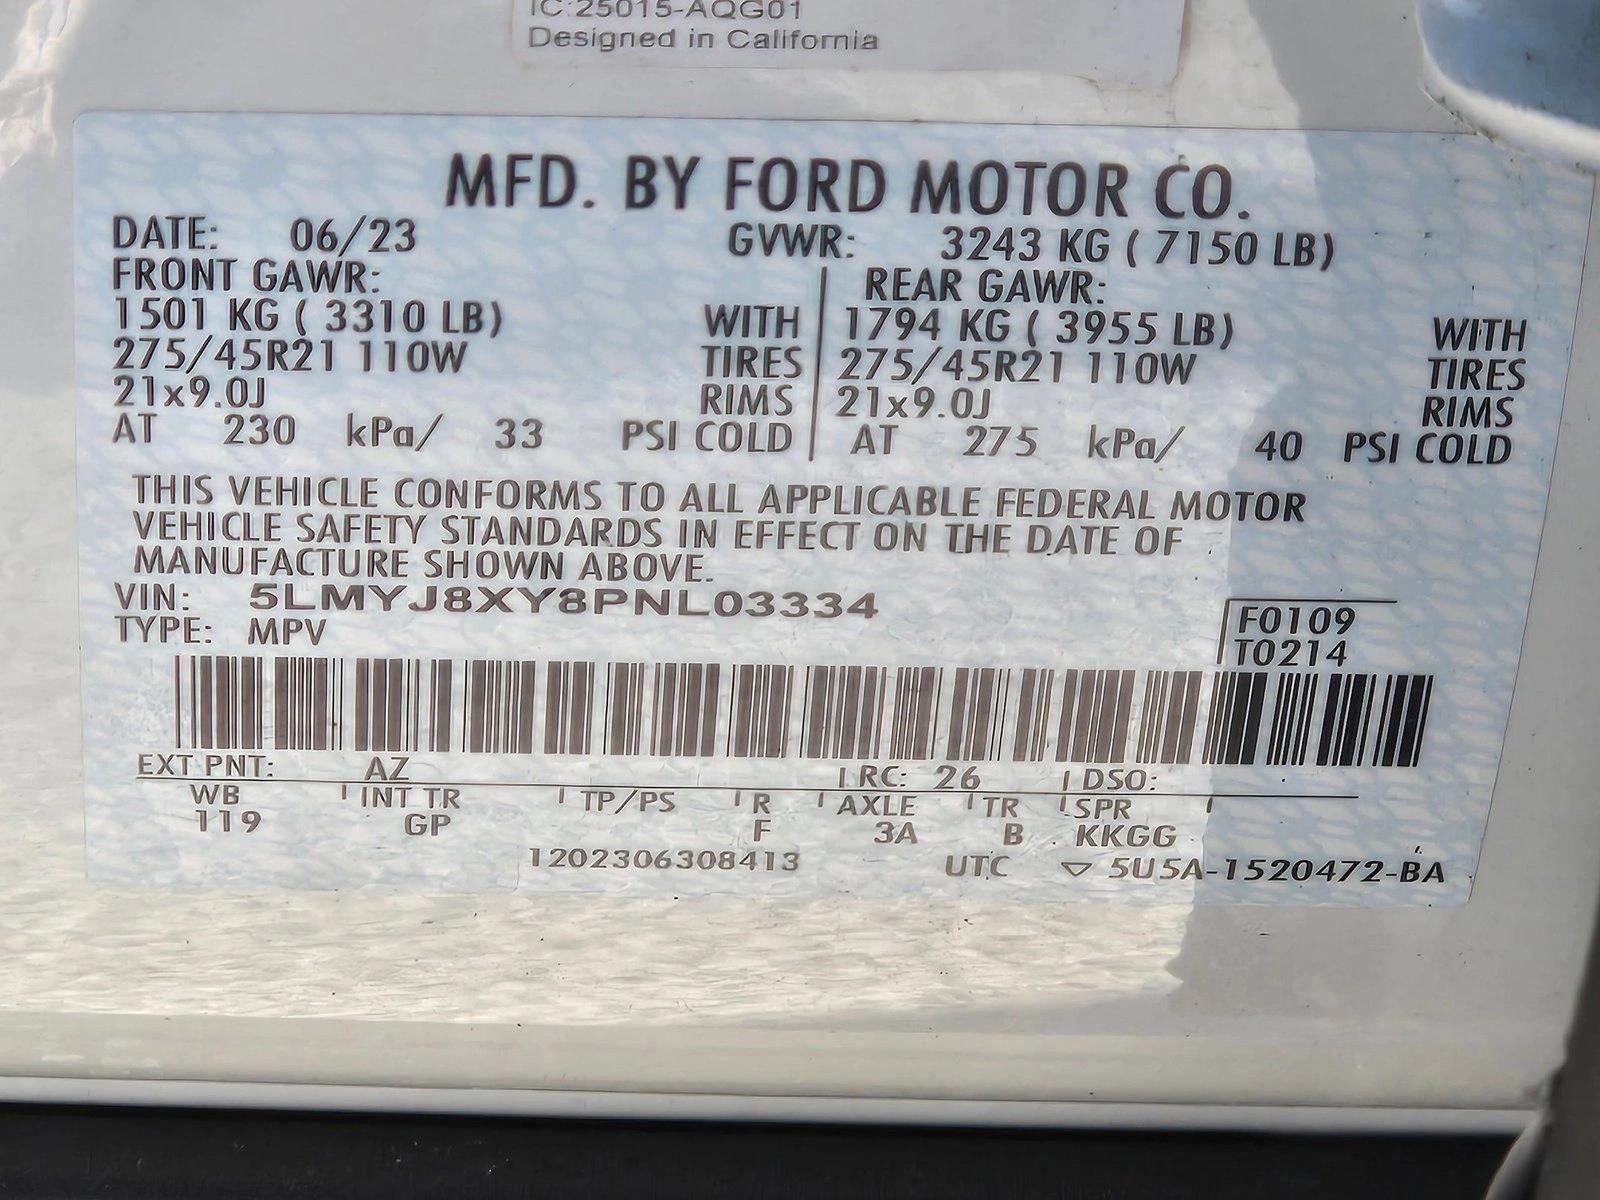 IC:25015-AQG01
Designed in California
MFD. BY FORD MOTOR CO.
DATE: 06/23 GVWR: 3243 KG ( 7150 LB)
FRONT GAWR: REAR GAWR:
1501 KG ( 3310 LB) WITH 1794 KG ( 3955 LB) WITH
275/45R21 110W TIRES 275/45R21 110W TIRES
21x9.0J RIMS 21x9.0J RIMS
AT 230 kPa/ 33 PSI COLD AT 275 kPa/ 40 PSI COLD
THIS VEHICLE CONFORMS TO ALL APPLICABLE FEDERAL MOTOR
VEHICLE SAFETY STANDARDS IN EFFECT ON THE DATE OF
MANUFACTURE SHOWN ABOVE.
VIN: 5LMYJ8XY8PNL03334
TYPE: MPV
F0109
T0214
EXT PNT: AZ RC: 26 DSO:
WB INT TR TP/PS R AXLE TR SPR
119 GP F 3A B KKGG
1202306308413 UTC ▽ 5U5A-1520472-BA